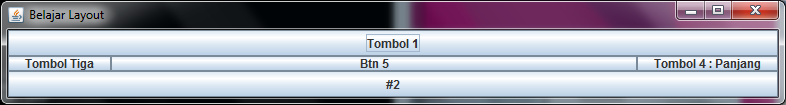 Belajar Layout
Tombol 1
Tombol Tiga Btn 5 Tombol 4 : Panjang
#2